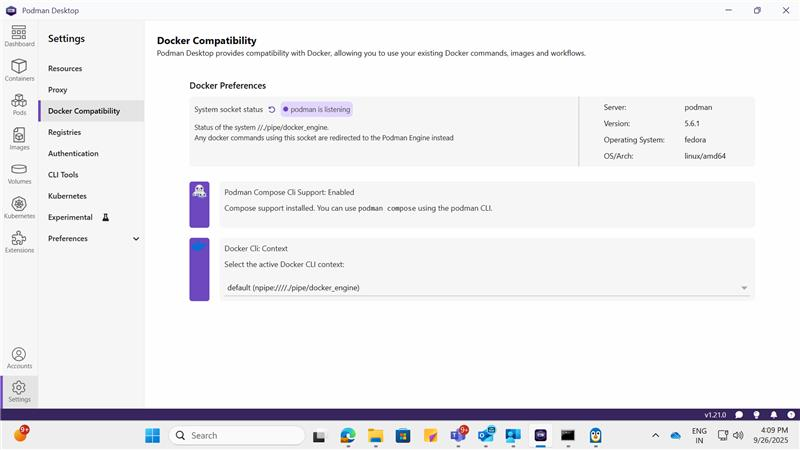 Podman Desktop
Dashboard
Containers
Pods
Images
Volumes
Kubernetes
Extensions
Accounts
Settings
Settings
Resources
Proxy
Docker Compatibility
Registries
Authentication
CLI Tools
Kubernetes
Experimental
Preferences
Docker Compatibility
Podman Desktop provides compatibility with Docker, allowing you to use your existing Docker commands, images and workflows.
Docker Preferences
System socket status podman is listening
Status of the system //./pipe/docker_engine.
Any docker commands using this socket are redirected to the Podman Engine instead
Server: podman
Version: 5.6.1
Operating System: fedora
OS/Arch: linux/amd64
Podman Compose Cli Support: Enabled
Compose support installed. You can use podman compose using the podman CLI.
Docker Cli: Context
Select the active Docker CLI context:
default (npipe:////./pipe/docker_engine)
v1.21.0
9+
Search
9+
ENG
IN
4:09 PM
9/26/2025